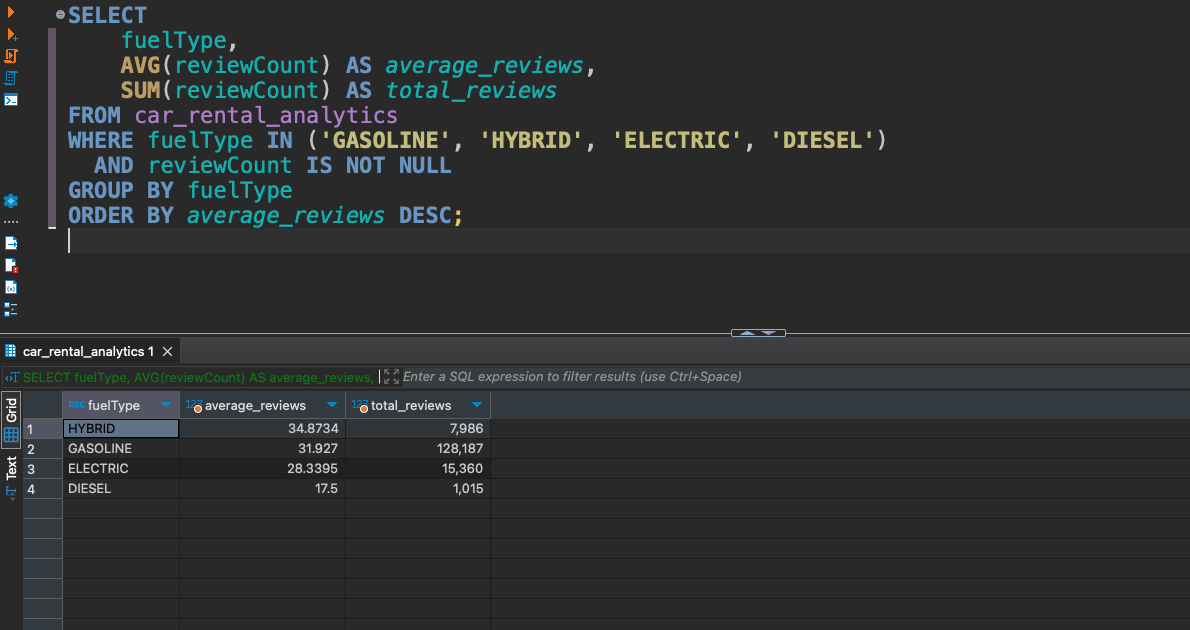 SELECT
fuelType,
AVG(reviewCount) AS average_reviews,
SUM(reviewCount) AS total_reviews
FROM car_rental_analytics
WHERE fuelType IN ('GASOLINE', 'HYBRID', 'ELECTRIC', 'DIESEL')
AND reviewCount IS NOT NULL
GROUP BY fuelType
ORDER BY average_reviews DESC;
car_rental_analytics 1
SELECT fuelType, AVG(reviewCount) AS average_reviews, Enter a SQL expression to filter results (use Ctrl+Space)
Grid
Text
ABC fuelType 123 average_reviews 123 total_reviews
1 HYBRID 34.8734 7,986
2 GASOLINE 31.927 128,187
3 ELECTRIC 28.3395 15,360
4 DIESEL 17.5 1,015